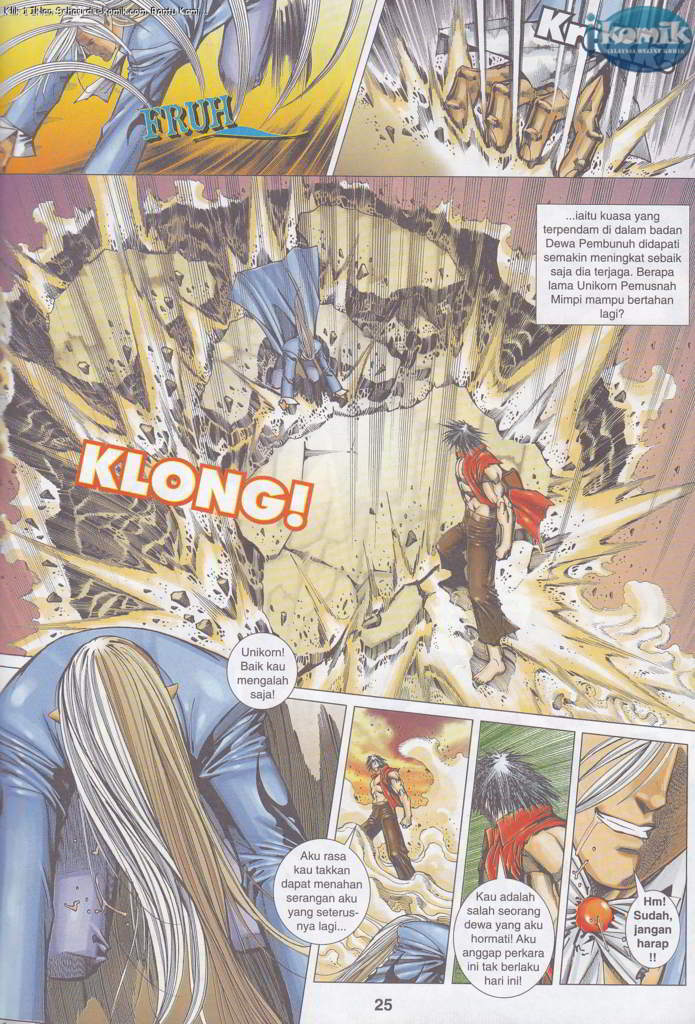 FRUH
ikomik
MALAYSIA ONLINE KOMIK
...iaitu kuasa yang
terpendam di dalam badan
Dewa Pembunuh didapati
semakin meningkat sebaik
saja dia terjaga. Berapa
lama Unikorn Pemusnah
Mimpi mampu bertahan
lagi?
KLONG!
Unikorn!
Baik kau
mengalah
saja!
Aku rasa
kau takkan
dapat menahan
serangan aku
yang seterus-
nya lagi...
Kau adalah
salah seorang
dewa yang aku
hormati! Aku
anggap perkara
ini tak berlaku
hari ini!
Hm!
Sudah,
jangan
harap
!!
25